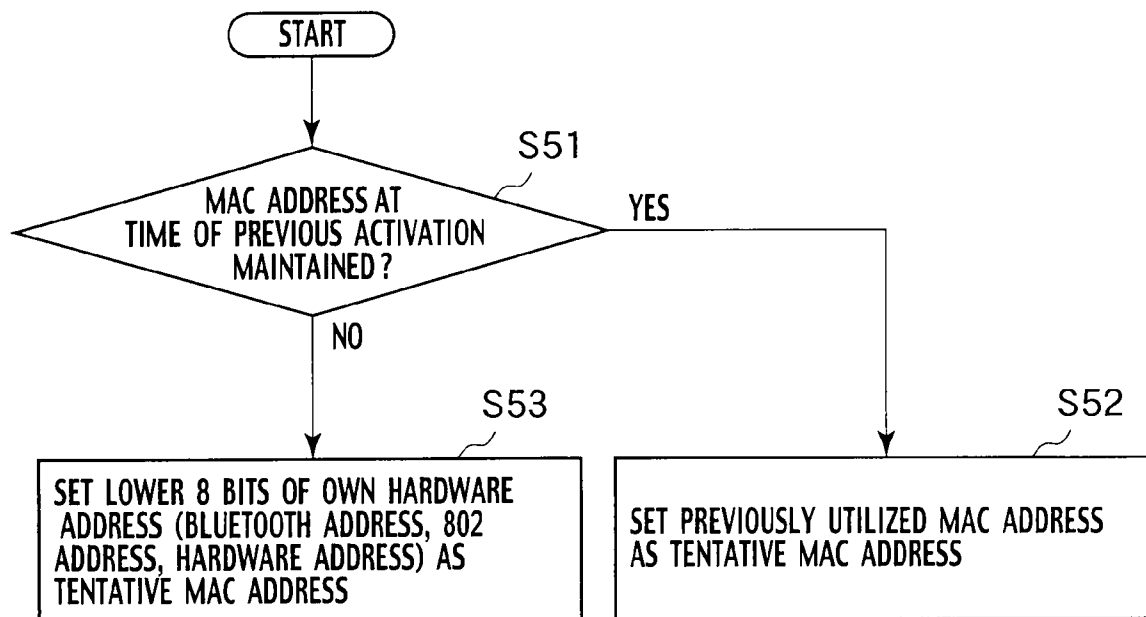 START
S51
MAC ADDRESS AT
TIME OF PREVIOUS ACTIVATION
MAINTAINED?
YES
NO
S53
SET LOWER 8 BITS OF OWN HARDWARE
ADDRESS (BLUETOOTH ADDRESS, 802
ADDRESS, HARDWARE ADDRESS) AS
TENTATIVE MAC ADDRESS
S52
SET PREVIOUSLY UTILIZED MAC ADDRESS
AS TENTATIVE MAC ADDRESS